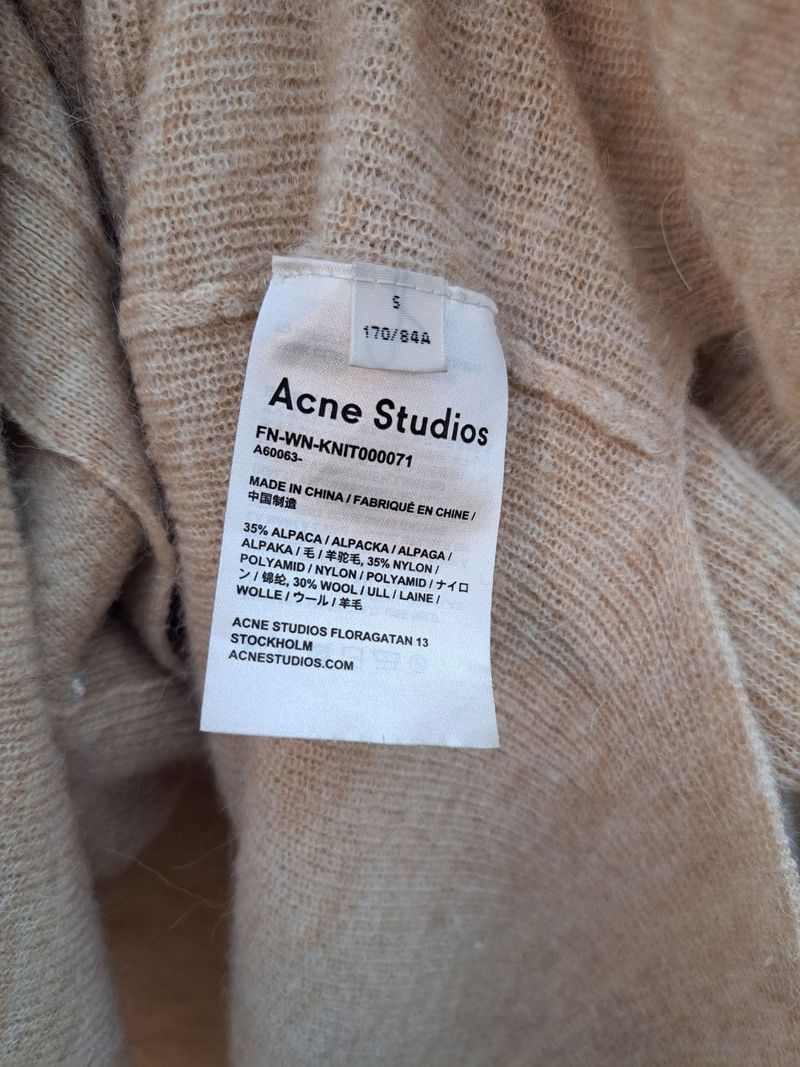 S
170/84A
Acne Studios
FN-WN-KNIT000071
A60063-
MADE IN CHINA / FABRIQUÉ EN CHINE /
中国制造
35% ALPACA / ALPACKA / ALPAGA /
ALPAKA / 毛 / 羊驼毛, 35% NYLON /
POLYAMID / NYLON / POLYAMID / ナイロ
ン / 锦纶, 30% WOOL / ULL / LAINE /
WOLLE / ウール / 羊毛
ACNE STUDIOS FLORAGATAN 13
STOCKHOLM
ACNESTUDIOS.COM